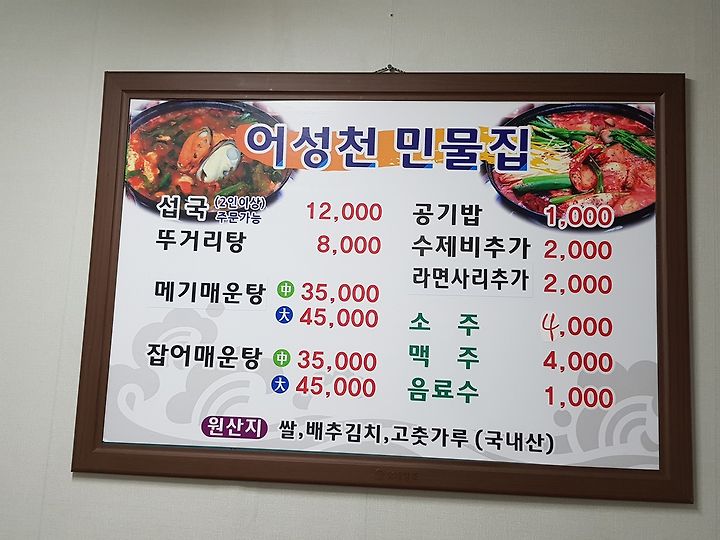 어성천 민물집
섭국 (2인이상) 주문가능 12,000
뚜거리탕 8,000
메기매운탕 中 35,000
大 45,000
잡어매운탕 中 35,000
大 45,000
공기밥 1,000
수제비추가 2,000
라면사리추가 2,000
소 주 4,000
맥 주 4,000
음료수 1,000
원산지 쌀,배추김치,고춧가루 (국내산)